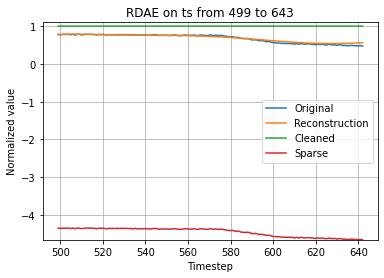 RDAE on ts from 499 to 643
Normalized value
1
0
−1
−2
−3
−4
Original
Reconstruction
Cleaned
Sparse
500 520 540 560 580 600 620 640
Timestep